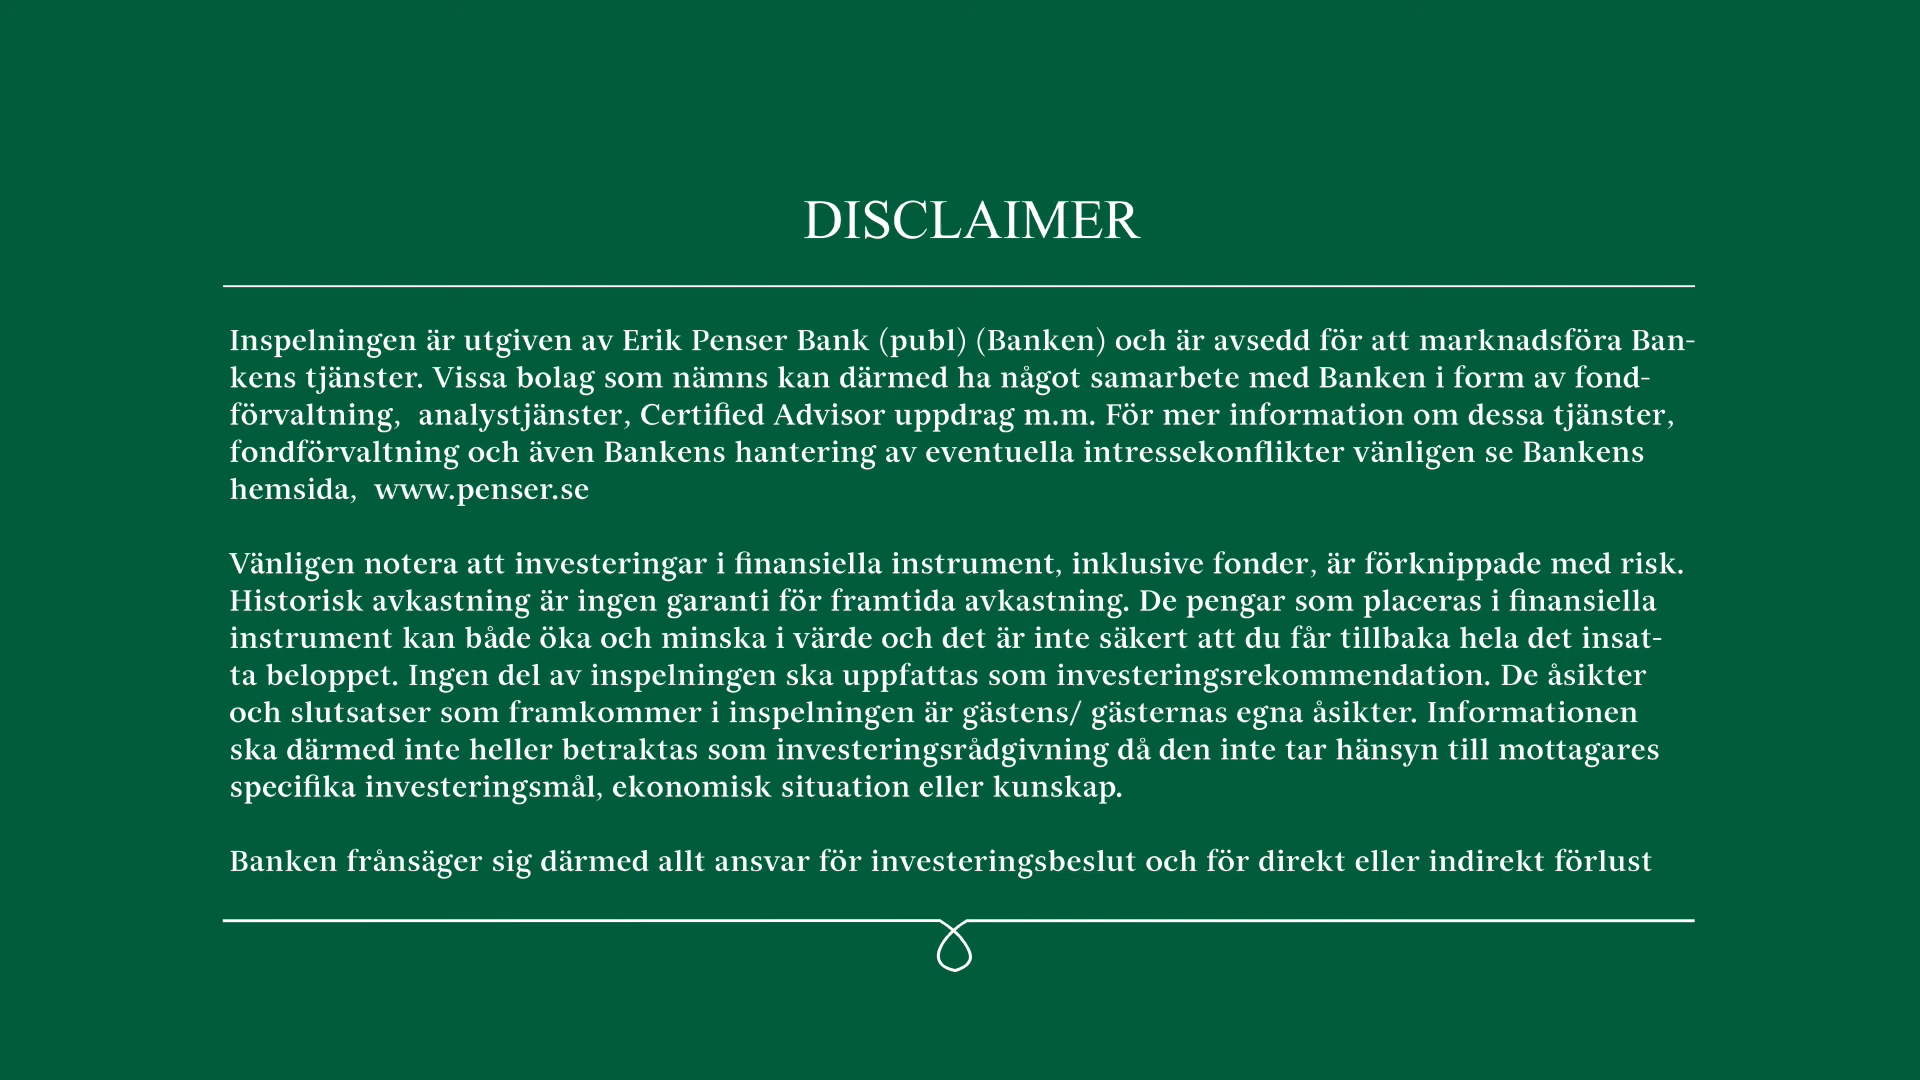 DISCLAIMER
Inspelningen är utgiven av Erik Penser Bank (publ) (Banken) och är avsedd för att marknadsföra Ban-
kens tjänster. Vissa bolag som nämns kan därmed ha något samarbete med Banken i form av fond-
förvaltning,  analystjänster, Certified Advisor uppdrag m.m. För mer information om dessa tjänster,
fondförvaltning och även Bankens hantering av eventuella intressekonflikter vänligen se Bankens
hemsida,  www.penser.se
Vänligen notera att investeringar i finansiella instrument, inklusive fonder, är förknippade med risk.
Historisk avkastning är ingen garanti för framtida avkastning. De pengar som placeras i finansiella
instrument kan både öka och minska i värde och det är inte säkert att du får tillbaka hela det insat-
ta beloppet. Ingen del av inspelningen ska uppfattas som investeringsrekommendation. De åsikter
och slutsatser som framkommer i inspelningen är gästens/ gästernas egna åsikter. Informationen
ska därmed inte heller betraktas som investeringsrådgivning då den inte tar hänsyn till mottagares
specifika investeringsmål, ekonomisk situation eller kunskap.
Banken frånsäger sig därmed allt ansvar för investeringsbeslut och för direkt eller indirekt förlust